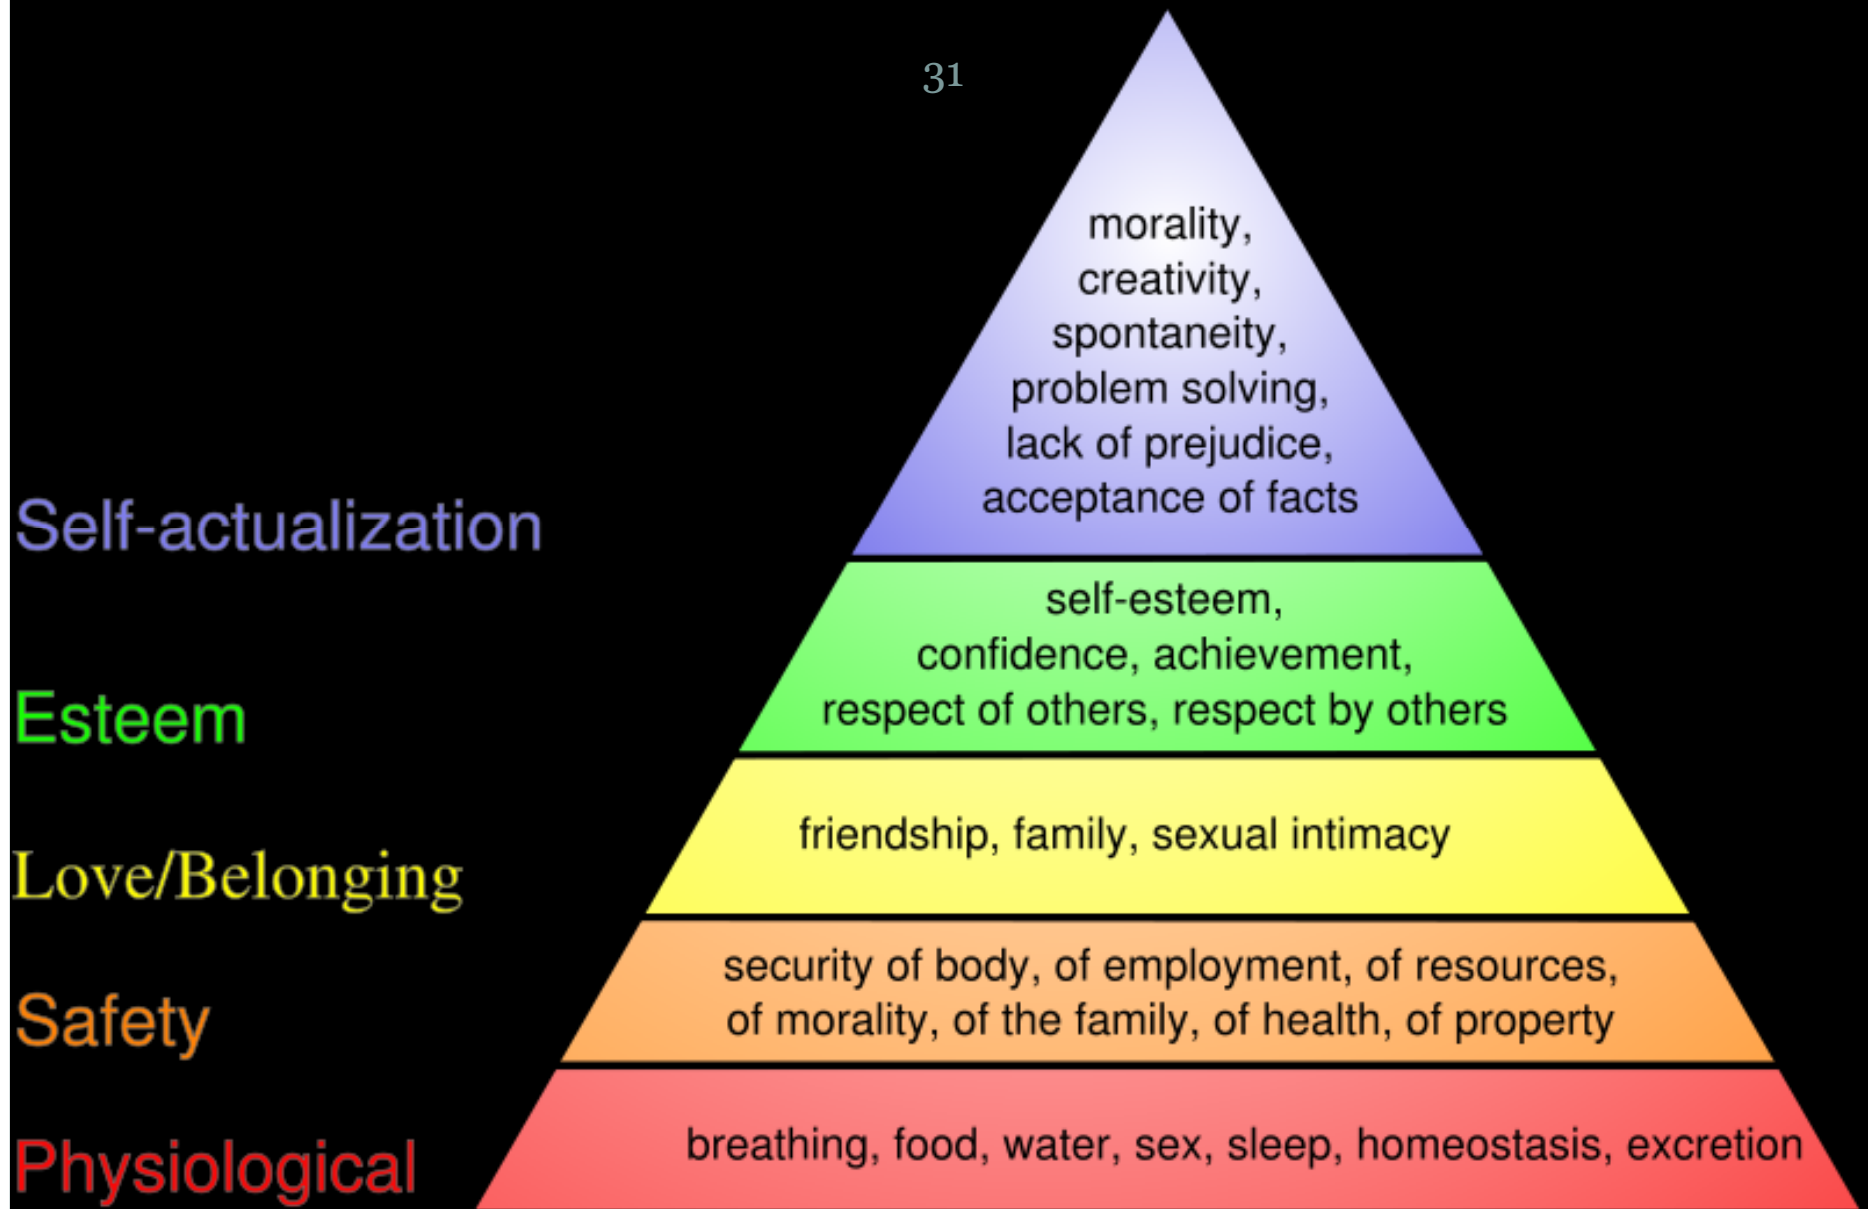 31
morality,
creativity,
spontaneity,
problem solving,
lack of prejudice,
acceptance of facts
Self-actualization
self-esteem,
confidence, achievement,
respect of others, respect by others
Esteem
friendship, family, sexual intimacy
Love/Belonging
security of body, of employment, of resources,
of morality, of the family, of health, of property
Safety
breathing, food, water, sex, sleep, homeostasis, excretion
Physiological